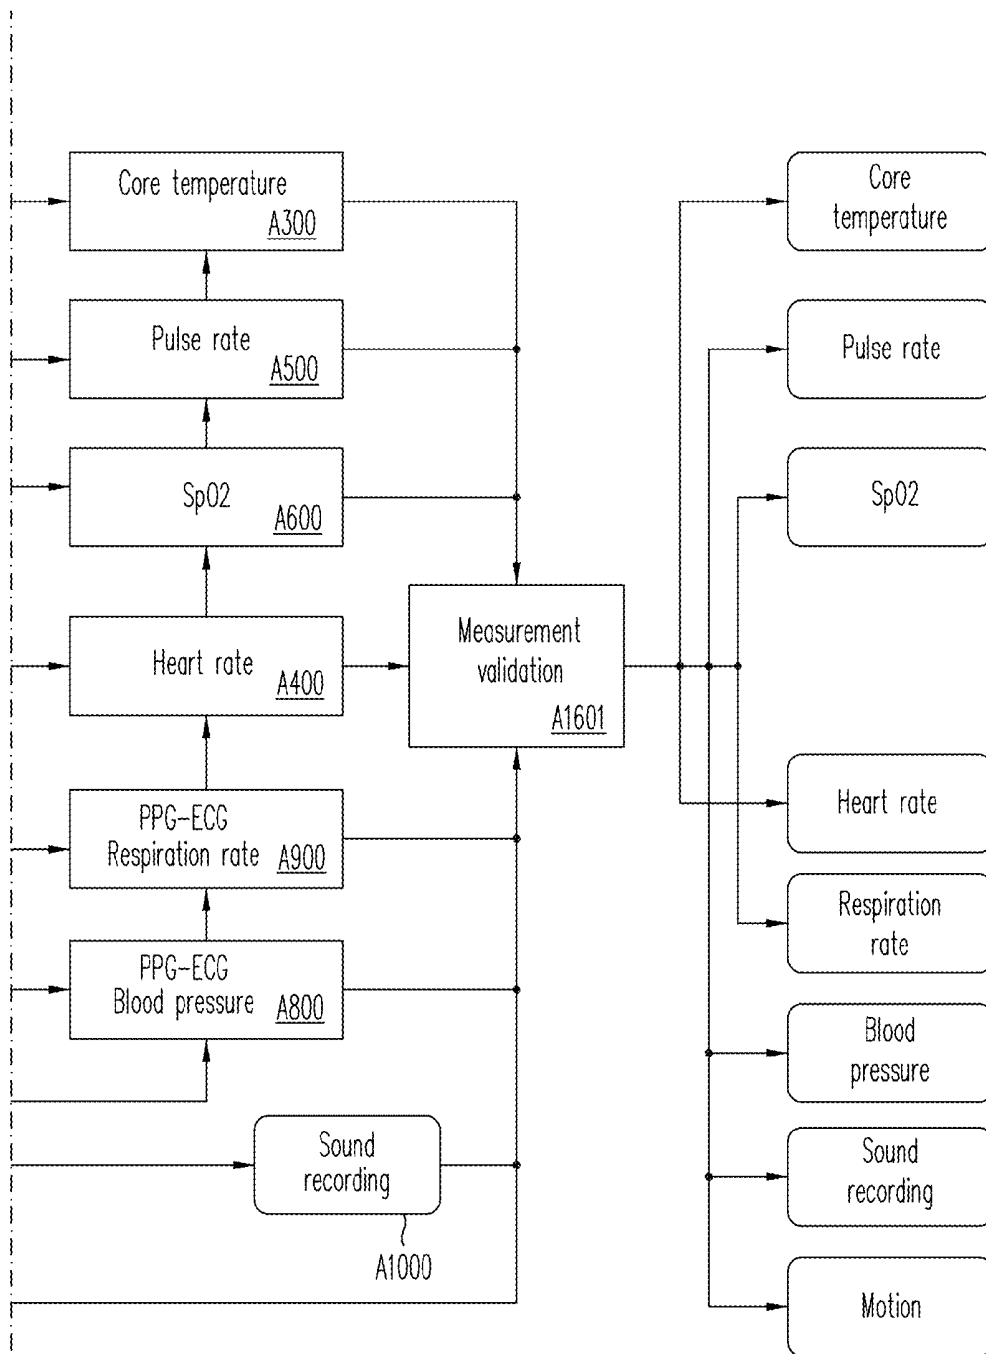 Core temperature
A300
Pulse rate
A500
SpO2
A600
Heart rate
A400
PPG-ECG
Respiration rate
A900
PPG-ECG
Blood pressure
A800
Sound
recording
A1000
Measurement
validation
A1601
Core
temperature
Pulse rate
SpO2
Heart rate
Respiration
rate
Blood
pressure
Sound
recording
Motion